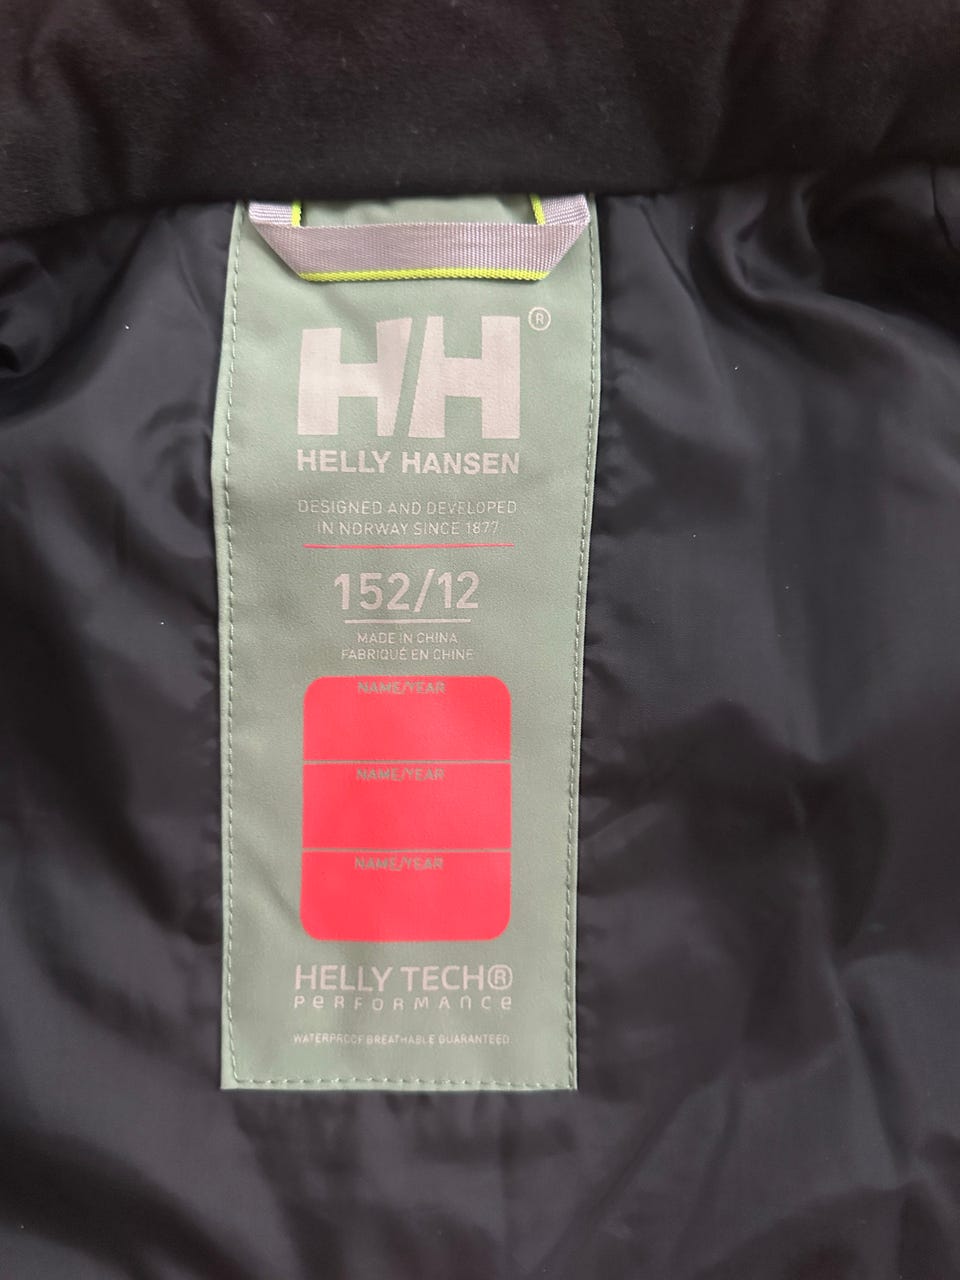 HH®
HELLY HANSEN
DESIGNED AND DEVELOPED
IN NORWAY SINCE 1877
152/12
MADE IN CHINA
FABRIQUÉ EN CHINE
NAME/YEAR
NAME/YEAR
NAME/YEAR
HELLY TECH®
PERFORMANCE
WATERPROOF BREATHABLE GUARANTEED